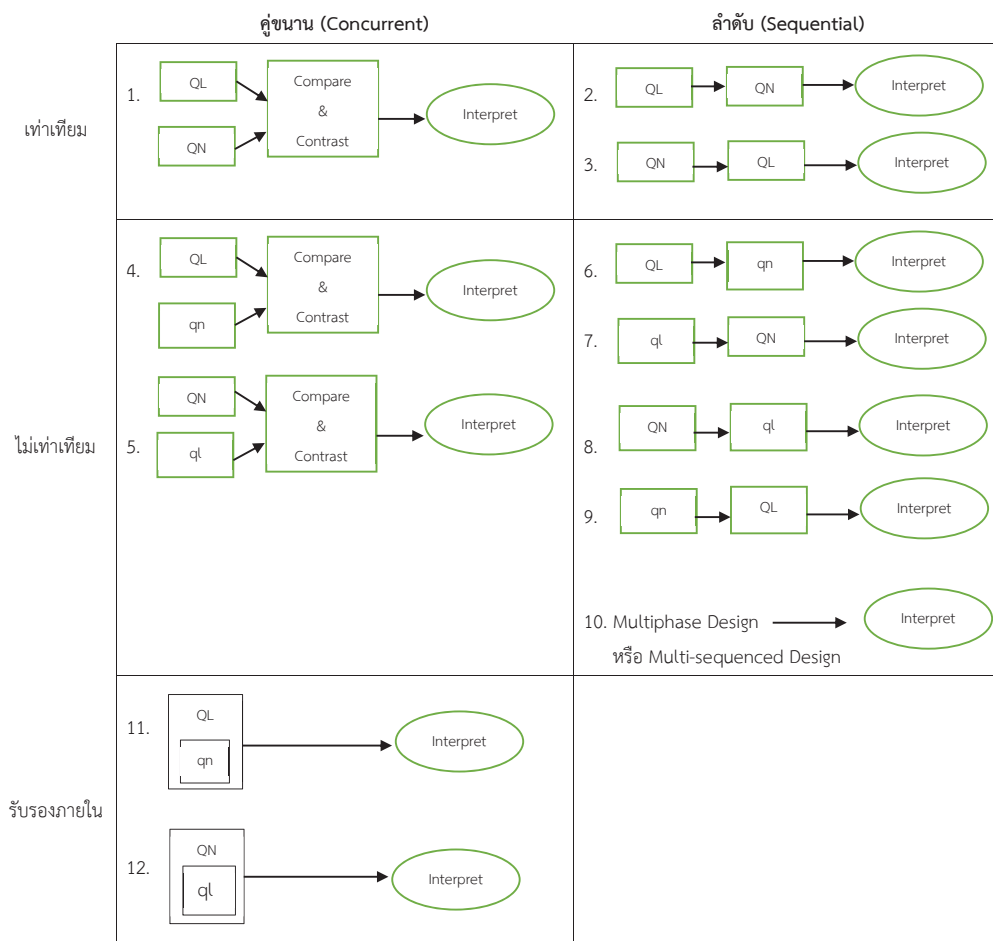 คู่ขนาน (Concurrent)
ลำดับ (Sequential)
เท่าเทียม
1.
QL
QN
Compare
&
Contrast
Interpret
2.
QL
QN
Interpret
3.
QN
QL
Interpret
ไม่เท่าเทียม
4.
QL
qn
Compare
&
Contrast
Interpret
5.
QN
ql
Compare
&
Contrast
Interpret
6.
QL
qn
Interpret
7.
ql
QN
Interpret
8.
QN
ql
Interpret
9.
qn
QL
Interpret
10. Multiphase Design
หรือ Multi-sequenced Design
Interpret
รับรองภายใน
11.
QL
qn
Interpret
12.
QN
ql
Interpret